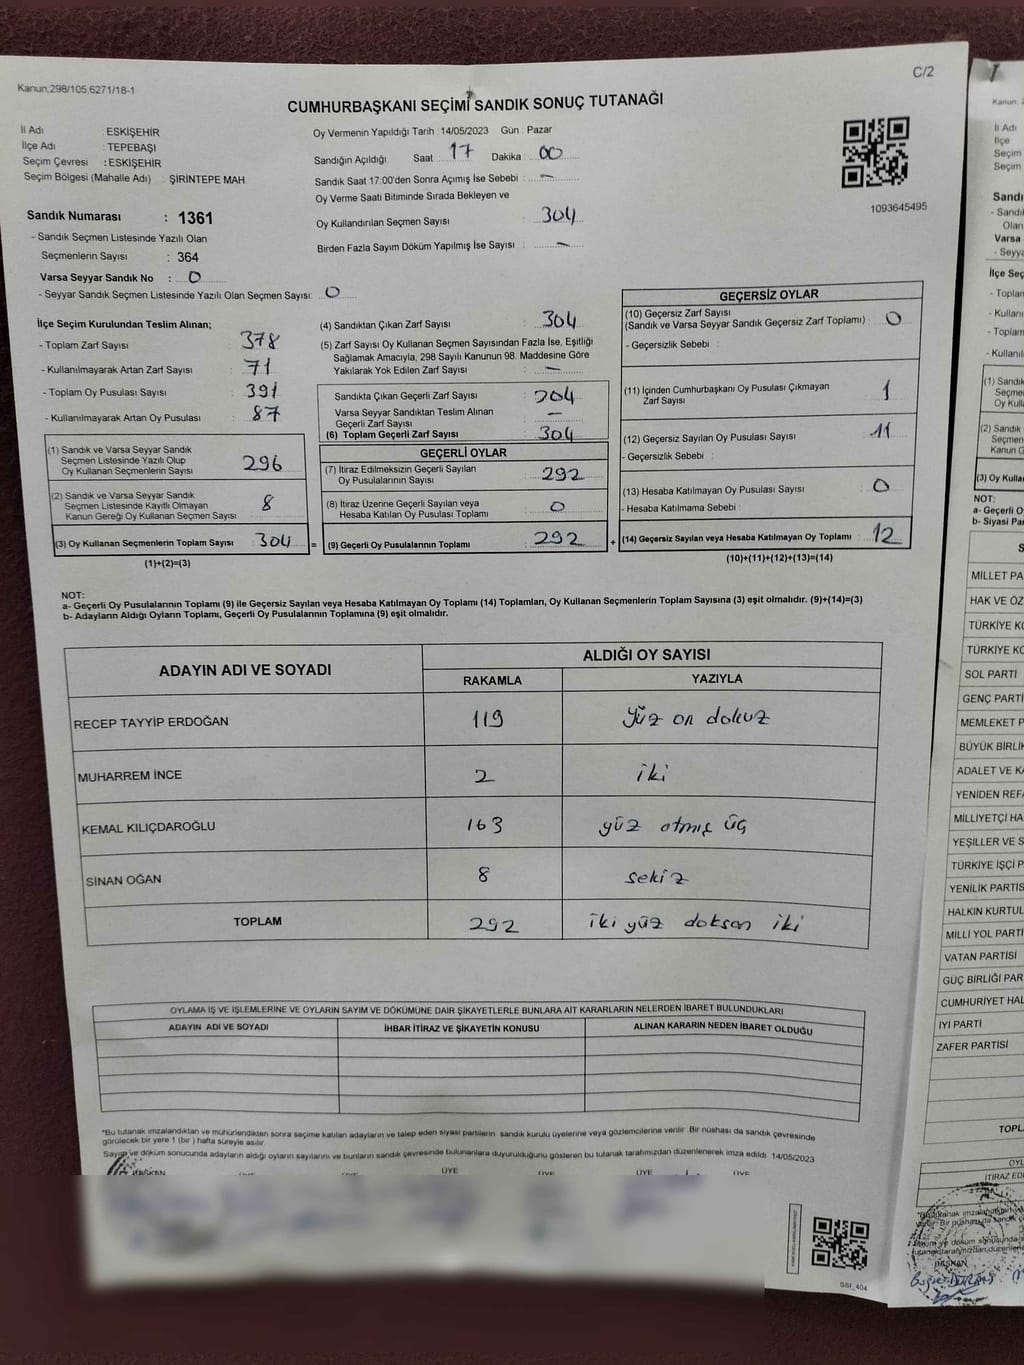 C/2
Kanun;298/105,6271/18-1
CUMHURBAŞKANI SEÇİMİ SANDIK SONUÇ TUTANAĞI
İl Adı : ESKİŞEHİR
İlçe Adı : TEPEBAŞI
Seçim Çevresi : ESKİŞEHİR
Seçim Bölgesi (Mahalle Adı) : ŞİRİNTEPE MAH.
Oy Vermenin Yapıldığı Tarih : 14/05/2023 Gün : Pazar
Sandığın Açıldığı Saat : 17 Dakika : 00
Sandık Saat 17:00'den Sonra Açımış İse Sebebi : —
Oy Verme Saati Bitiminde Sırada Bekleyen ve
Oy Kullandırılan Seçmen Sayısı : 304
Birden Fazla Sayım Döküm Yapılmış İse Sayısı : —
1093645495
Sandık Numarası : 1361
- Sandık Seçmen Listesinde Yazılı Olan
Seçmenlerin Sayısı : 364
Varsa Seyyar Sandık No : 0
- Seyyar Sandık Seçmen Listesinde Yazılı Olan Seçmen Sayısı: 0
İlçe Seçim Kurulundan Teslim Alınan;
- Toplam Zarf Sayısı : 378
- Kullanılmayarak Artan Zarf Sayısı : 71
- Toplam Oy Pusulası Sayısı : 391
- Kullanılmayarak Artan Oy Pusulası : 87
(1) Sandık ve Varsa Seyyar Sandık
Seçmen Listesinde Yazılı Olup
Oy Kullanan Seçmenlerin Sayısı : 296
(2) Sandık ve Varsa Seyyar Sandık
Seçmen Listesinde Kayıtlı Olmayan
Kanun Gereği Oy Kullanan Seçmen Sayısı : 8
(3) Oy Kullanan Seçmenlerin Toplam Sayısı : 304 =
(1)+(2)=(3)
(4) Sandıktan Çıkan Zarf Sayısı : 304
(5) Zarf Sayısı Oy Kullanan Seçmen Sayısından Fazla İse, Eşitliği
Sağlamak Amacıyla, 298 Sayılı Kanunun 98. Maddesine Göre
Yakılarak Yok Edilen Zarf Sayısı : —
Sandıkta Çıkan Geçerli Zarf Sayısı : 304
Varsa Seyyar Sandıktan Teslim Alınan
Geçerli Zarf Sayısı : —
(6) Toplam Geçerli Zarf Sayısı : 304
GEÇERLİ OYLAR
(7) İtiraz Edilmeksizin Geçerli Sayılan
Oy Pusulalarının Sayısı : 292
(8) İtiraz Üzerine Geçerli Sayılan veya
Hesaba Katılan Oy Pusulası Toplamı : 0
(9) Geçerli Oy Pusulalarının Toplamı : 292 +
GEÇERSİZ OYLAR
(10) Geçersiz Zarf Sayısı
(Sandık ve Varsa Seyyar Sandık Geçersiz Zarf Toplamı) : 0
- Geçersizlik Sebebi :
(11) İçinden Cumhurbaşkanı Oy Pusulası Çıkmayan
Zarf Sayısı : 1
(12) Geçersiz Sayılan Oy Pusulası Sayısı : 11
- Geçersizlik Sebebi :
(13) Hesaba Katılmayan Oy Pusulası Sayısı : 0
- Hesaba Katılmama Sebebi :
(14) Geçersiz Sayılan veya Hesaba Katılmayan Oy Toplamı : 12
(10)+(11)+(12)+(13)=(14)
NOT:
a- Geçerli Oy Pusulalarının Toplamı (9) ile Geçersiz Sayılan veya Hesaba Katılmayan Oy Toplamı (14) Toplamları, Oy Kullanan Seçmenlerin Toplam Sayısına (3) eşit olmalıdır. (9)+(14)=(3)
b- Adayların Aldığı Oyların Toplamı, Geçerli Oy Pusulalarının Toplamına (9) eşit olmalıdır.
ADAYIN ADI VE SOYADI ALDIĞI OY SAYISI
RAKAMLA YAZIYLA
RECEP TAYYİP ERDOĞAN 119 Yüz on dokuz
MUHARREM İNCE 2 iki
KEMAL KILIÇDAROĞLU 163 yüz atmış üç
SİNAN OĞAN 8 sekiz
TOPLAM 292 iki yüz doksan iki
OYLAMA İŞ VE İŞLEMLERİNE VE OYLARIN SAYIM VE DÖKÜMÜNE DAİR ŞİKAYETLERLE BUNLARA AİT KARARLARIN NELERDEN İBARET BULUNDUKLARI
ADAYIN ADI VE SOYADI İHBAR İTİRAZ VE ŞİKAYETİN KONUSU ALINAN KARARIN NEDEN İBARET OLDUĞU
*Bu tutanak imzalandıktan ve mühürlendikten sonra seçime katılan adayların ve talep eden siyasi partilerin sandık kurulu üyelerine veya gözlemcilerine verilir. Bir nüshası da sandık çevresinde
görülecek bir yere 1 (bir ) hafta süreyle asılır.
Sayım ve döküm sonucunda adayların aldığı oyların sayılarını ve bunların sandık çevresinde bulunanlara duyurulduğunu gösteren bu tutanak tarafımızdan düzenlenerek imza edildi. 14/05/2023
BAŞKAN ÜYE ÜYE ÜYE ÜYE ÜYE
SSI_404
Kanun;
İl Adı
İlçe
Seçim
Seçim
Sandı
- Sandı
Olan
Varsa
- Seyya
İlçe Seç
- Toplan
- Kullanı
- Toplam
- Kullanıl
(1) Sandık
Seçme
Oy Kul
(2) Sandık
Seçmen
Kanun G
(3) Oy Kulla
NOT:
a- Geçerli O
b- Siyasi Pa
S
MİLLET PA
HAK VE ÖZ
TÜRKİYE KO
TÜRKİYE KO
SOL PARTİ
GENÇ PARTİ
MEMLEKET P
BÜYÜK BİRLİK
ADALET VE KA
YENİDEN REFA
MİLLİYETÇİ HA
YEŞİLLER VE S
TÜRKİYE İŞÇİ P
YENİLİK PARTİS
HALKIN KURTUL
MİLLİ YOL PARTİ
VATAN PARTİSİ
GÜÇ BİRLİĞİ PAR
CUMHURİYET HAL
İYİ PARTİ
ZAFER PARTİSİ
TOPL
OYL
İTİRAZ ED
BAŞKAN